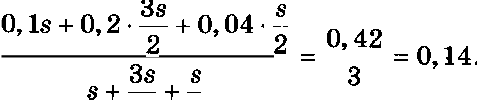 (0,1s + 0,2 · 3s/2 + 0,04 · s/2) / (s + 3s/ + s/) = 0,42/3 = 0,14.